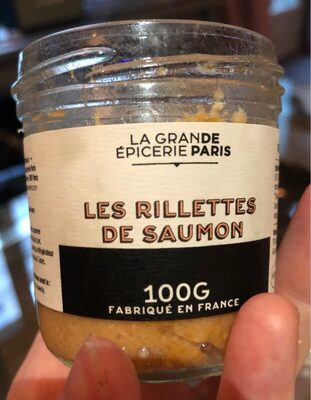 LA GRANDE
ÉPICERIE PARIS
LES RILLETTES
DE SAUMON
100G
FABRIQUÉ EN FRANCE